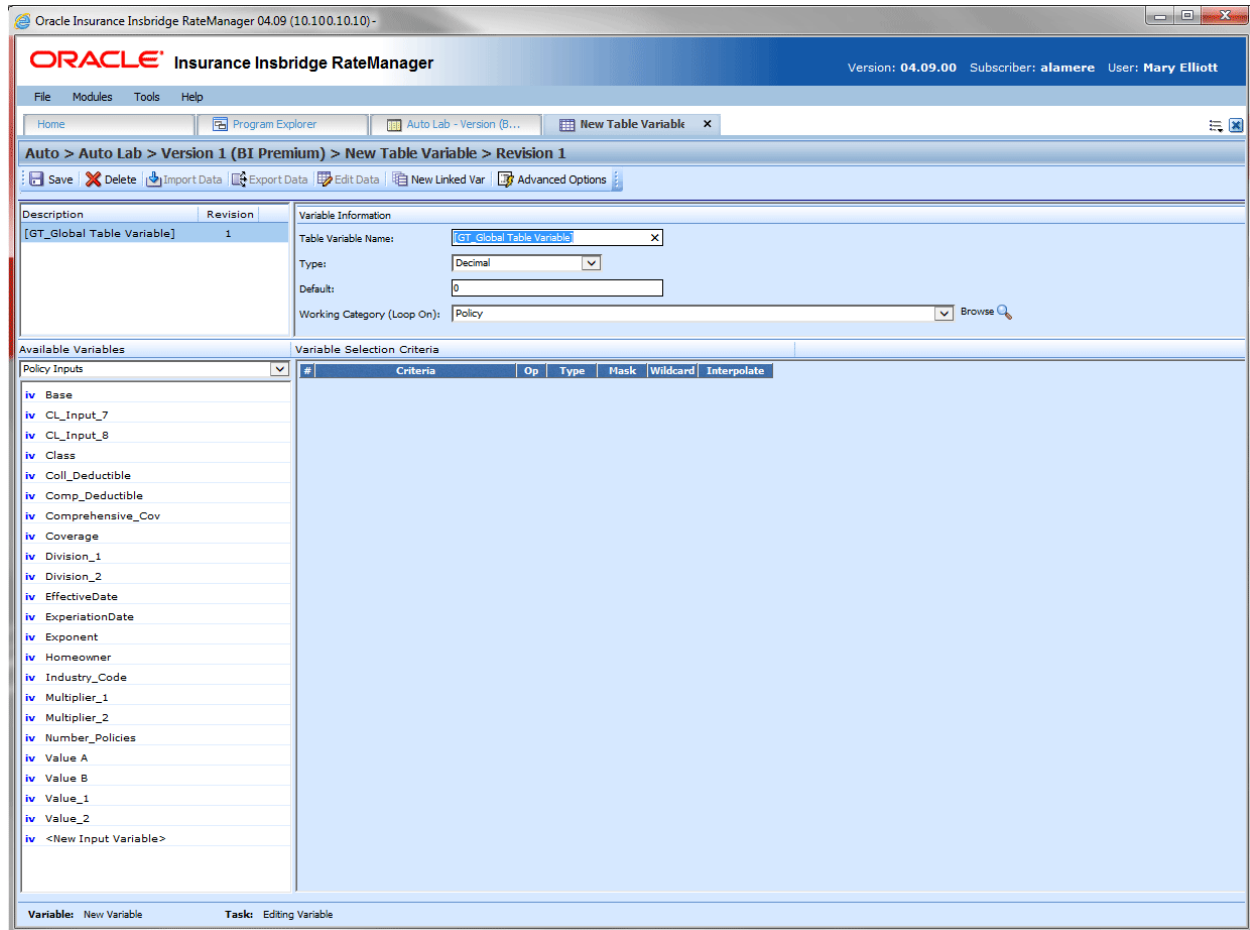 Oracle Insurance Insbridge RateManager 04.09 (10.100.10.10) -
ORACLE Insurance Insbridge RateManager
Version: 04.09.00 Subscriber: alamere User: Mary Elliott
File Modules Tools Help
Home Program Explorer Auto Lab - Version (B... New Table Variable X
Auto > Auto Lab > Version 1 (BI Premium) > New Table Variable > Revision 1
Save Delete Import Data Export Data Edit Data New Linked Var Advanced Options
Description Revision
[GT_Global Table Variable] 1
Variable Information
Table Variable Name: [GT_Global Table Variable] X
Type: Decimal
Default: 0
Working Category (Loop On): Policy Browse
Available Variables
Policy Inputs
iv Base
iv CL_Input_7
iv CL_Input_8
iv Class
iv Coll_Deductible
iv Comp_Deductible
iv Comprehensive_Cov
iv Coverage
iv Division_1
iv Division_2
iv EffectiveDate
iv ExperiationDate
iv Exponent
iv Homeowner
iv Industry_Code
iv Multiplier_1
iv Multiplier_2
iv Number_Policies
iv Value A
iv Value B
iv Value_1
iv Value_2
iv <New Input Variable>
Variable Selection Criteria
# Criteria Op Type Mask Wildcard Interpolate
Variable: New Variable Task: Editing Variable